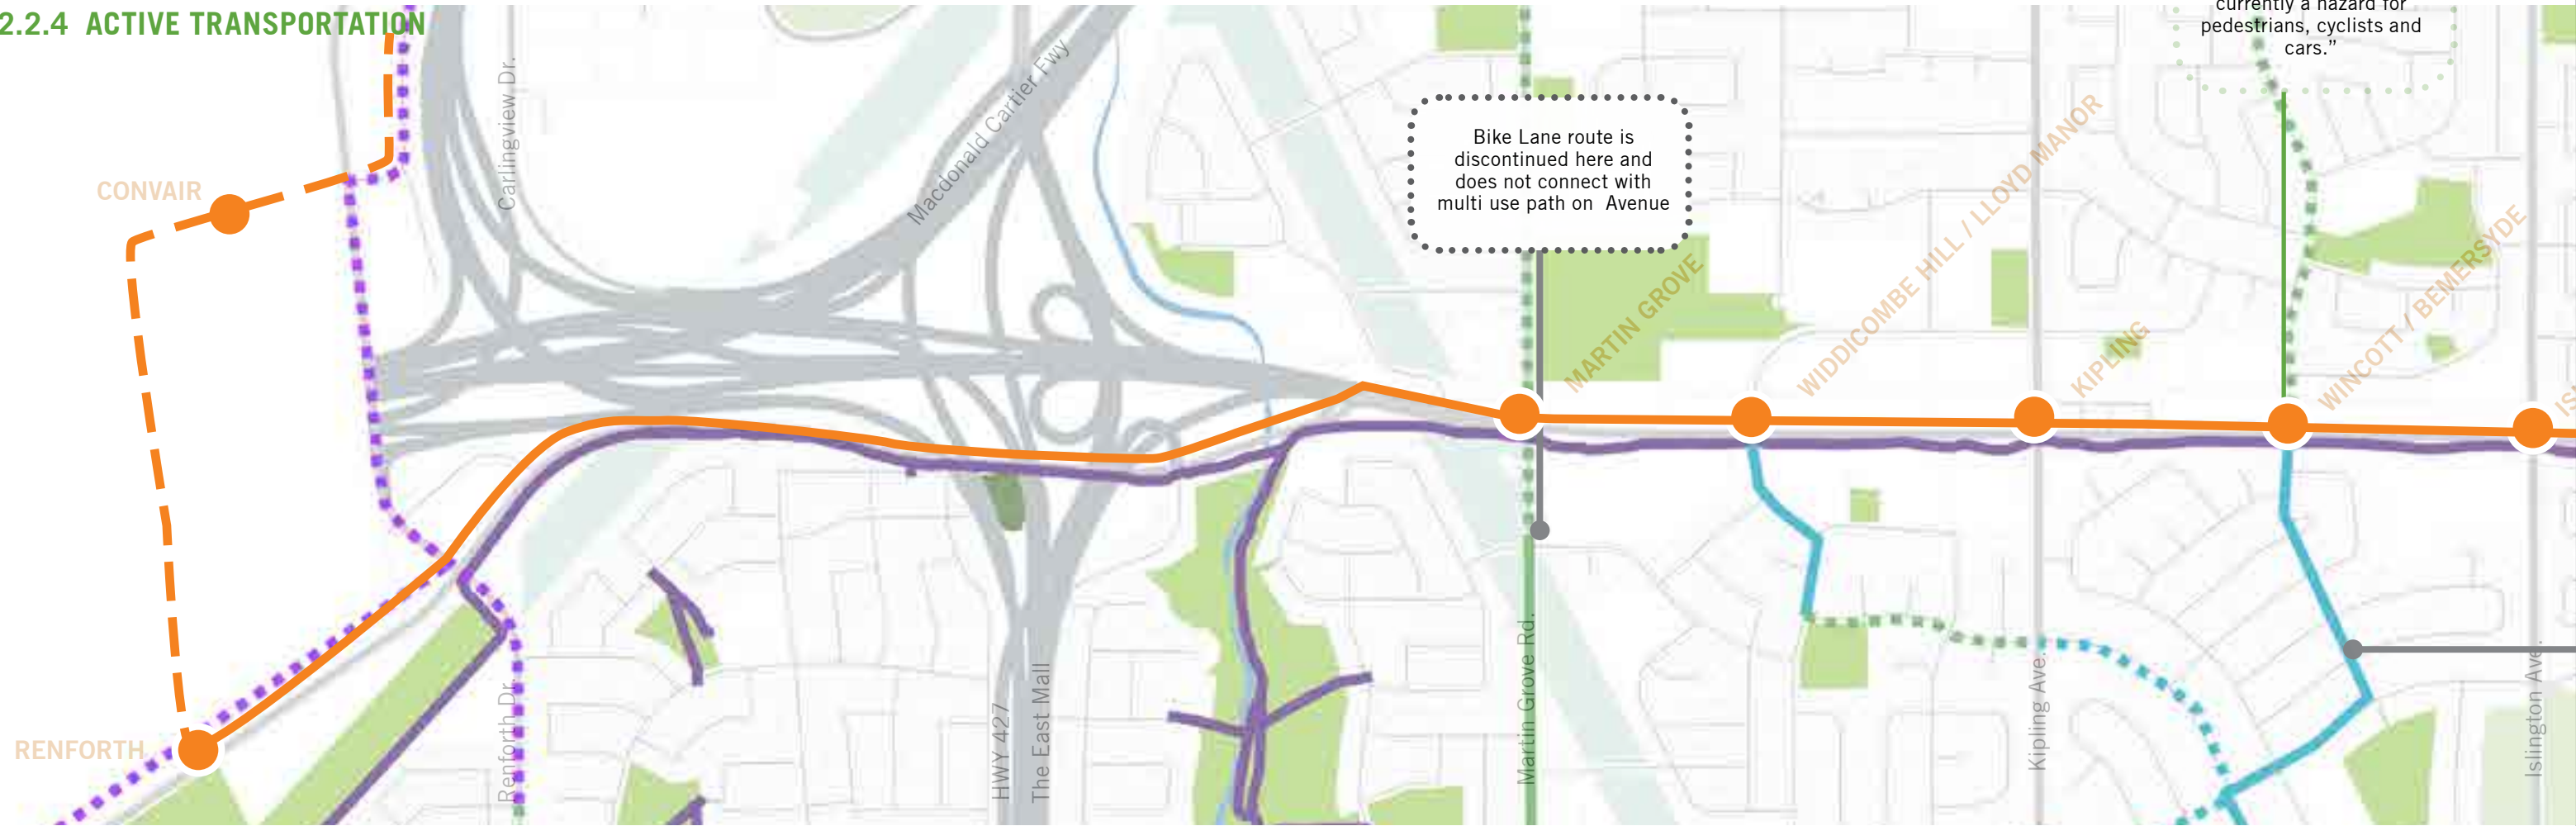 2.2.4 ACTIVE TRANSPORTATION
currently a hazard for
pedestrians, cyclists and
cars.”
Carlingview Dr.
Macdonald Cartier Fwy
CONVAIR
Bike Lane route is
discontinued here and
does not connect with
multi use path on Avenue
MARTIN GROVE
WIDDICOMBE HILL / LLOYD MANOR
KIPLING
WINCOTT / BEMERSYDE
IS
RENFORTH
Renforth Dr.
HWY 427
The East Mall
Martin Grove Rd.
Kipling Ave.
Islington Ave.